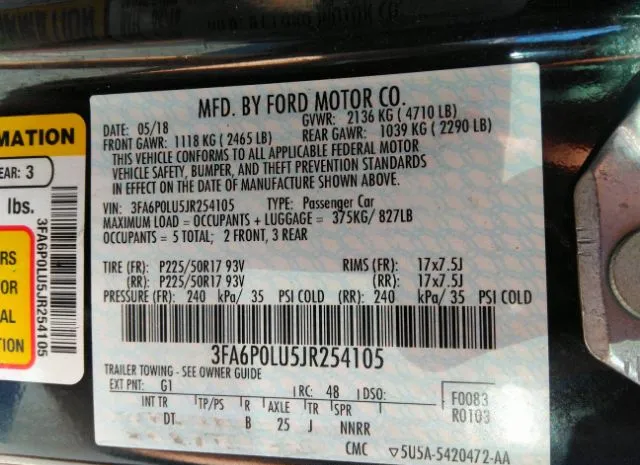 MFD. BY FORD MOTOR CO.
DATE: 05/18 GVWR: 2136 KG ( 4710 LB)
FRONT GAWR: 1118 KG ( 2465 LB) REAR GAWR: 1039 KG ( 2290 LB)
THIS VEHICLE CONFORMS TO ALL APPLICABLE FEDERAL MOTOR
VEHICLE SAFETY, BUMPER, AND THEFT PREVENTION STANDARDS
IN EFFECT ON THE DATE OF MANUFACTURE SHOWN ABOVE.
VIN: 3FA6P0LU5JR254105 TYPE: Passenger Car
MAXIMUM LOAD = OCCUPANTS + LUGGAGE = 375KG/ 827LB
OCCUPANTS = 5 TOTAL; 2 FRONT, 3 REAR
TIRE (FR): P225/50R17 93V RIMS (FR): 17x7.5J
(RR): P225/50R17 93V (RR): 17x7.5J
PRESSURE (FR): 240 kPa/ 35 PSI COLD (RR): 240 kPa/ 35 PSI COLD
3FA6P0LU5JR254105
TRAILER TOWING - SEE OWNER GUIDE
EXT PNT: G1 RC: 48 DSO: F0083
R0103
INT TR TP/PS R AXLE TR SPR
DT B 25 J NNRR
CMC ▽5U5A-5420472-AA
MATION
EAR: 3
lbs.
3FA6P0LU5JR254105
ERS
OR
AL
TION